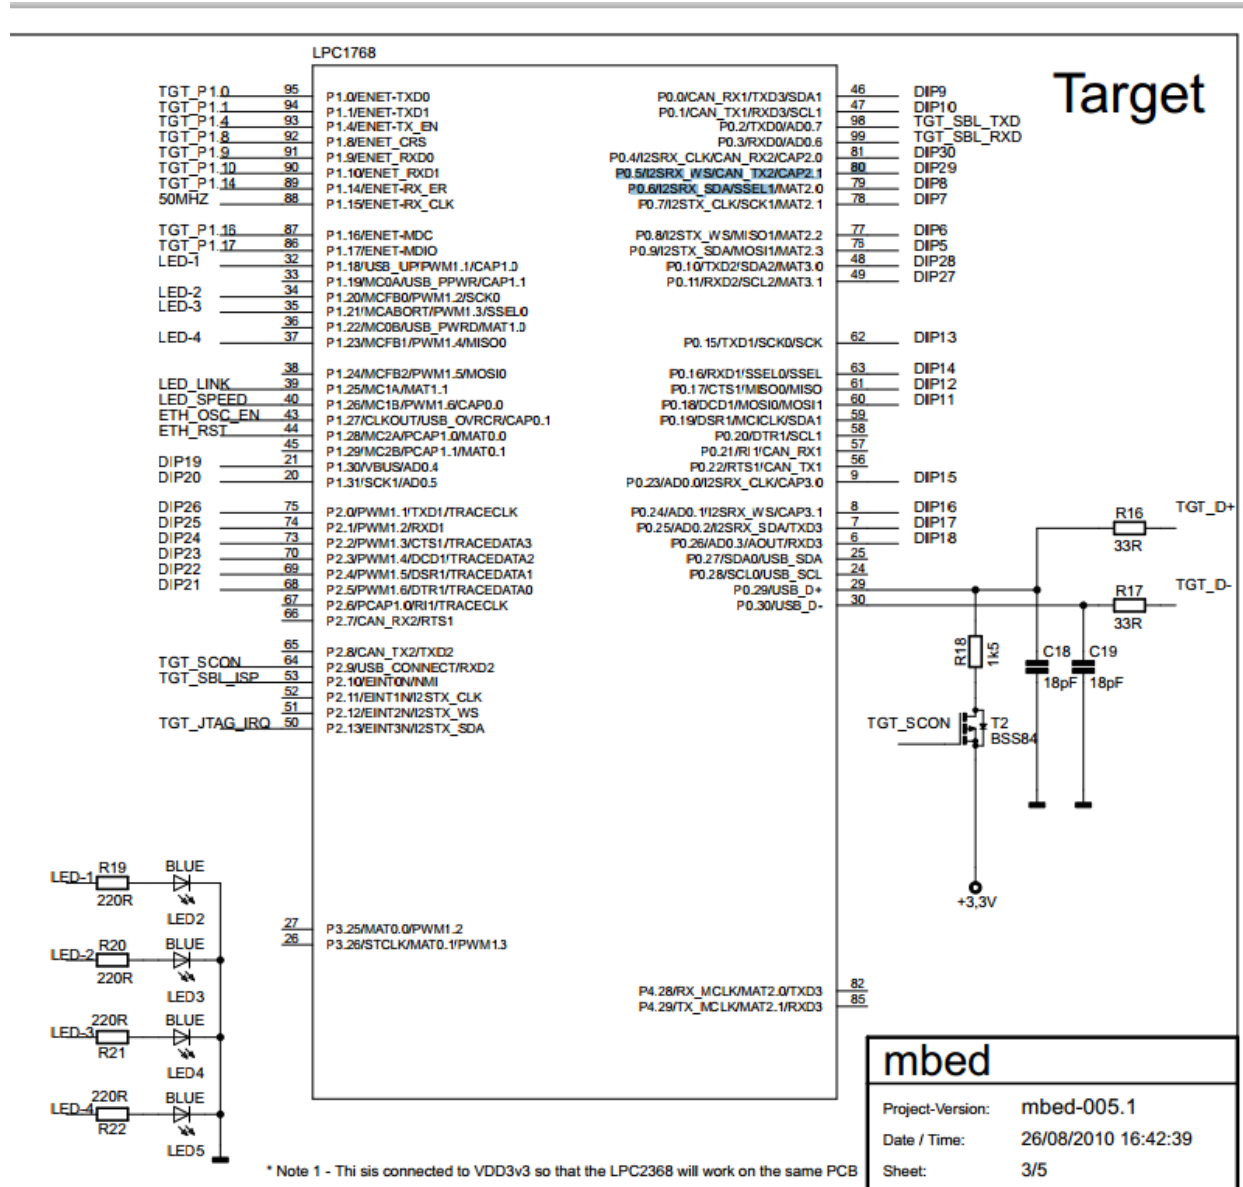 LPC1768
Target
TGT_P1.0 95 P1.0/ENET-TXD0
TGT_P1.1 94 P1.1/ENET-TXD1
TGT_P1.4 93 P1.4/ENET-TX_EN
TGT_P1.8 92 P1.8/ENET_CRS
TGT_P1.9 91 P1.9/ENET_RXD0
TGT_P1.10 90 P1.10/ENET_RXD1
TGT_P1.14 89 P1.14/ENET-RX_ER
50MHZ 88 P1.15/ENET-RX_CLK
TGT_P1.16 87 P1.16/ENET-MDC
TGT_P1.17 86 P1.17/ENET-MDIO
LED-1 32 P1.18/USB_UP/PWM1.1/CAP1.0
33 P1.19/MC0A/USB_PPWR/CAP1.1
LED-2 34 P1.20/MCFB0/PWM1.2/SCK0
LED-3 35 P1.21/MCABORT/PWM1.3/SSEL0
36 P1.22/MC0B/USB_PWRD/MAT1.0
LED-4 37 P1.23/MCFB1/PWM1.4/MISO0
38 P1.24/MCFB2/PWM1.5/MOSI0
LED_LINK 39 P1.25/MC1A/MAT1.1
LED_SPEED 40 P1.26/MC1B/PWM1.6/CAP0.0
ETH_OSC_EN 43 P1.27/CLKOUT/USB_OVRCR/CAP0.1
ETH_RST 44 P1.28/MC2A/PCAP1.0/MAT0.0
45 P1.29/MC2B/PCAP1.1/MAT0.1
DIP19 21 P1.30/VBUS/AD0.4
DIP20 20 P1.31/SCK1/AD0.5
DIP26 75 P2.0/PWM1.1/TXD1/TRACECLK
DIP25 74 P2.1/PWM1.2/RXD1
DIP24 73 P2.2/PWM1.3/CTS1/TRACEDATA3
DIP23 70 P2.3/PWM1.4/DCD1/TRACEDATA2
DIP22 69 P2.4/PWM1.5/DSR1/TRACEDATA1
DIP21 68 P2.5/PWM1.6/DTR1/TRACEDATA0
67 P2.6/PCAP1.0/RI1/TRACECLK
66 P2.7/CAN_RX2/RTS1
65 P2.8/CAN_TX2/TXD2
TGT_SCON 64 P2.9/USB_CONNECT/RXD2
TGT_SBL_ISP 53 P2.10/EINT0N/NMI
52 P2.11/EINT1N/I2STX_CLK
51 P2.12/EINT2N/I2STX_WS
TGT_JTAG_IRQ 50 P2.13/EINT3N/I2STX_SDA
27 P3.25/MAT0.0/PWM1.2
26 P3.26/STCLK/MAT0.1/PWM1.3
P0.0/CAN_RX1/TXD3/SDA1 46 DIP9
P0.1/CAN_TX1/RXD3/SCL1 47 DIP10
P0.2/TXD0/AD0.7 98 TGT_SBL_TXD
P0.3/RXD0/AD0.6 99 TGT_SBL_RXD
P0.4/I2SRX_CLK/CAN_RX2/CAP2.0 81 DIP30
P0.5/I2SRX_WS/CAN_TX2/CAP2.1 80 DIP29
P0.6/I2SRX_SDA/SSEL1/MAT2.0 79 DIP8
P0.7/I2STX_CLK/SCK1/MAT2.1 78 DIP7
P0.8/I2STX_WS/MISO1/MAT2.2 77 DIP6
P0.9/I2STX_SDA/MOSI1/MAT2.3 76 DIP5
P0.10/TXD2/SDA2/MAT3.0 48 DIP28
P0.11/RXD2/SCL2/MAT3.1 49 DIP27
P0.15/TXD1/SCK0/SCK 62 DIP13
P0.16/RXD1/SSEL0/SSEL 63 DIP14
P0.17/CTS1/MISO0/MISO 61 DIP12
P0.18/DCD1/MOSI0/MOSI1 60 DIP11
P0.19/DSR1/MCICLK/SDA1 59
P0.20/DTR1/SCL1 58
P0.21/RI1/CAN_RX1 57
P0.22/RTS1/CAN_TX1 56
P0.23/AD0.0/I2SRX_CLK/CAP3.0 9 DIP15
P0.24/AD0.1/I2SRX_WS/CAP3.1 8 DIP16
P0.25/AD0.2/I2SRX_SDA/TXD3 7 DIP17
P0.26/AD0.3/AOUT/RXD3 6 DIP18
P0.27/SDA0/USB_SDA 25
P0.28/SCL0/USB_SCL 24
P0.29/USB_D+ 29
P0.30/USB_D- 30
P4.28/RX_MCLK/MAT2.0/TXD3 82
P4.29/TX_MCLK/MAT2.1/RXD3 85
R16 TGT_D+
33R
R17 TGT_D-
33R
R18 1k5
C18 C19
18pF 18pF
TGT_SCON T2
BSS84
+3,3V
LED-1 R19 BLUE
220R LED2
LED-2 R20 BLUE
220R LED3
LED-3 220R BLUE
R21 LED4
LED-4 220R BLUE
R22 LED5
* Note 1 - Thi sis connected to VDD3v3 so that the LPC2368 will work on the same PCB
mbed
Project-Version: mbed-005.1
Date / Time: 26/08/2010 16:42:39
Sheet: 3/5